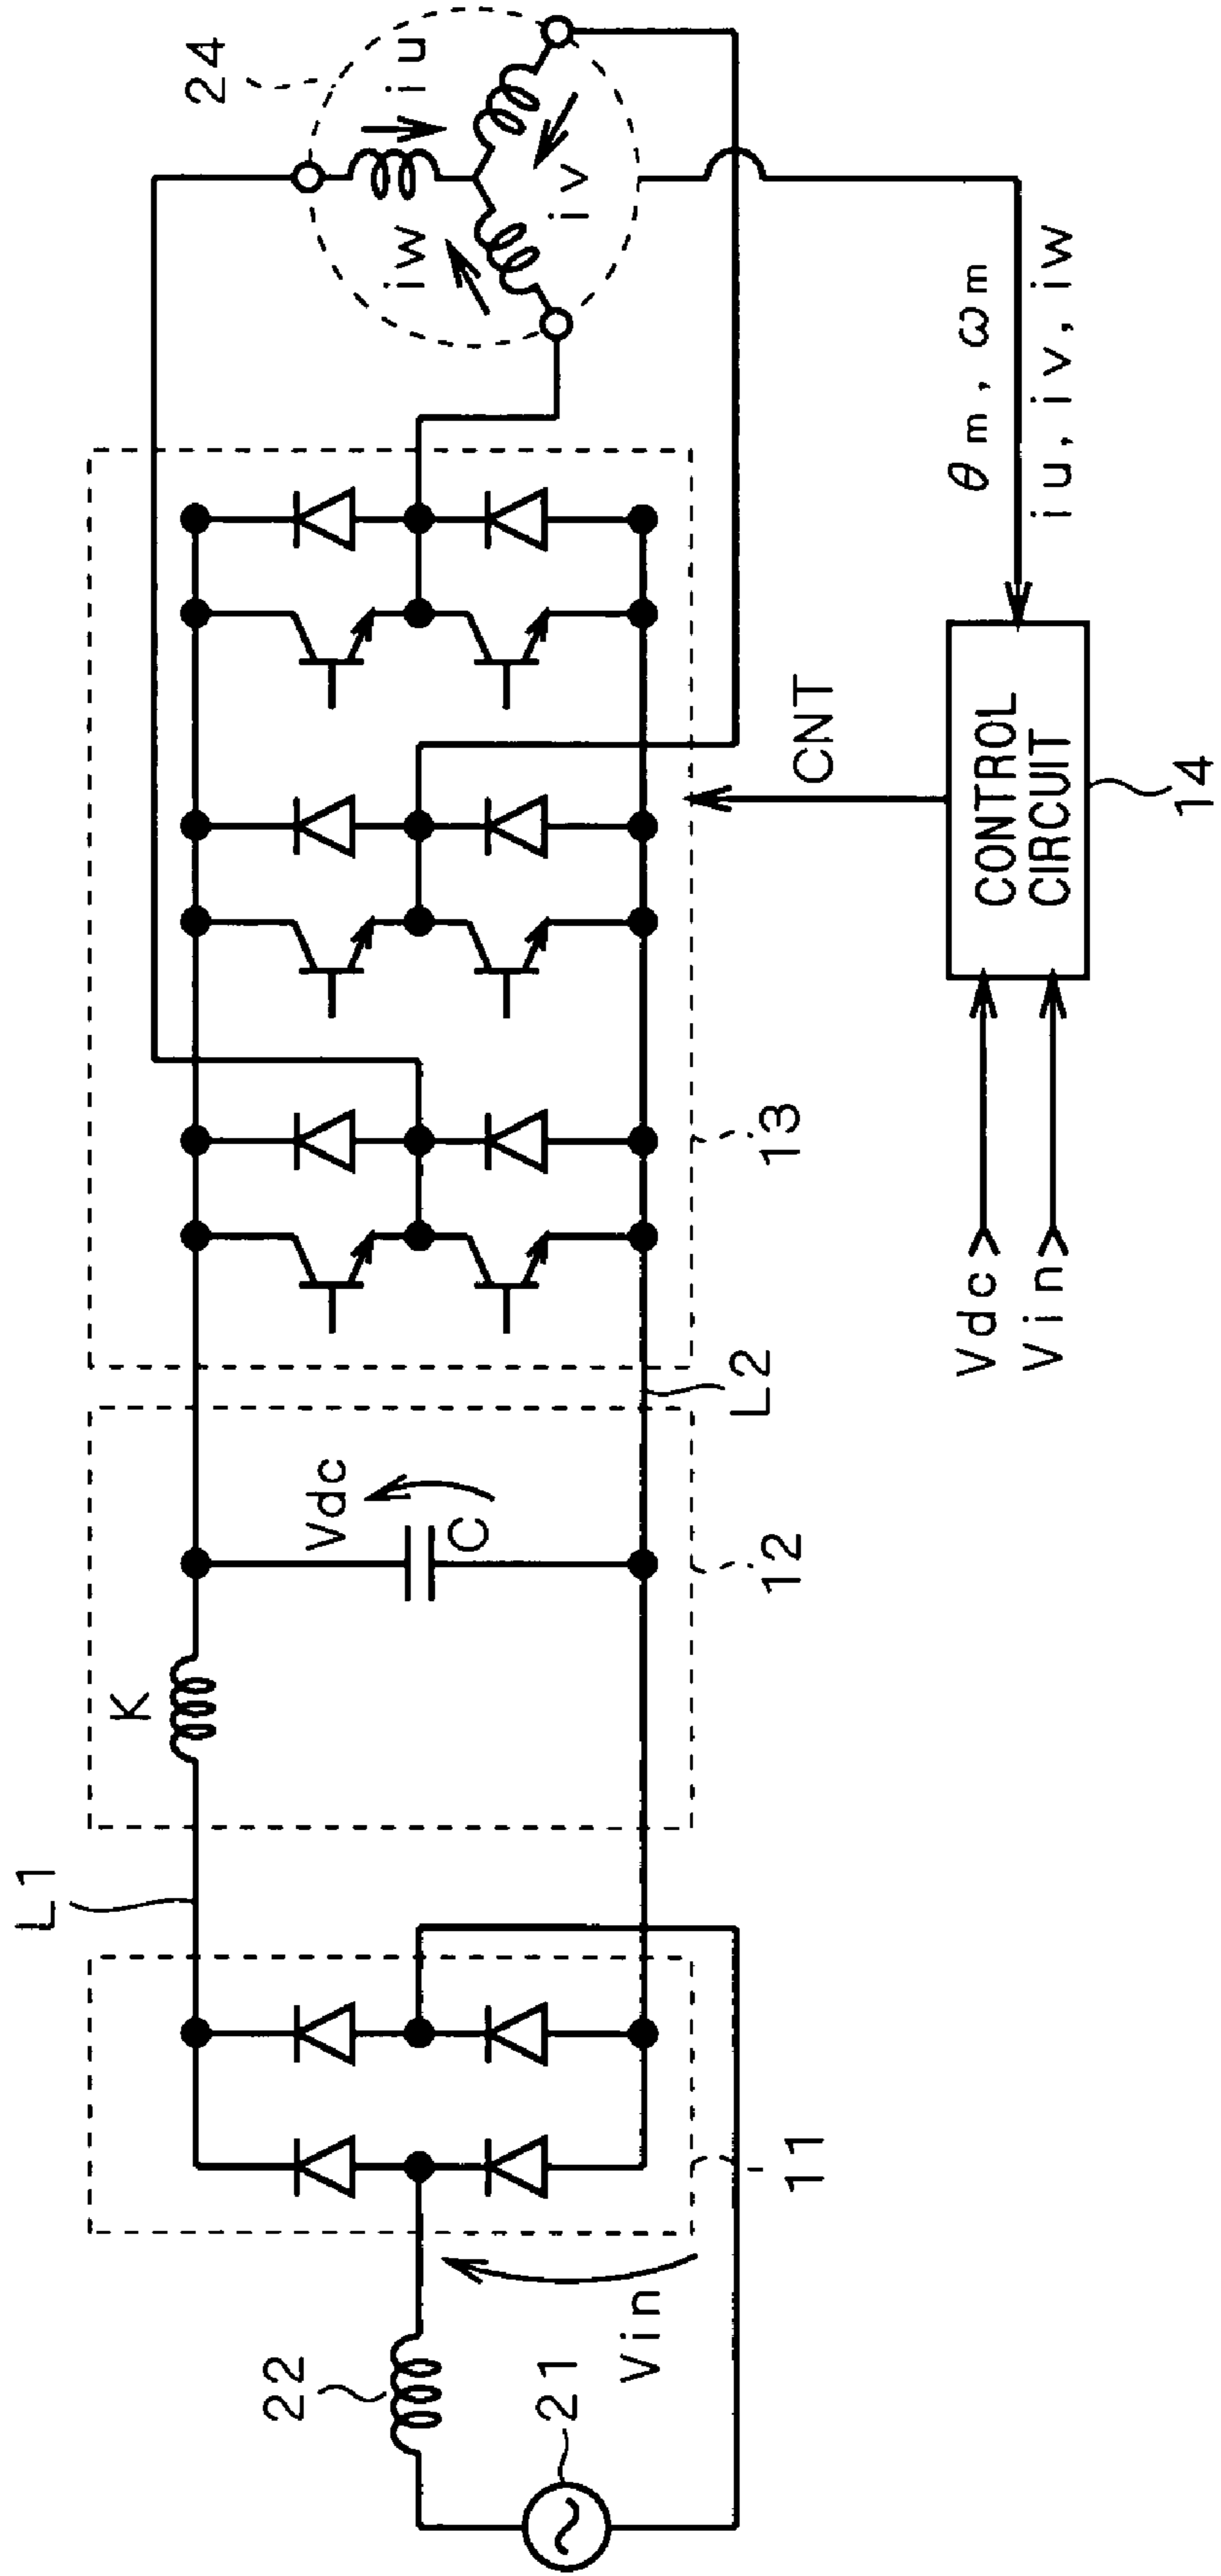 L1
K
Vdc
C
L2
24
iu
iv
iw
22
21
Vin
11
12
13
CNT
θm, ωm
iu, iv, iw
Vdc
Vin
CONTROL
CIRCUIT
14